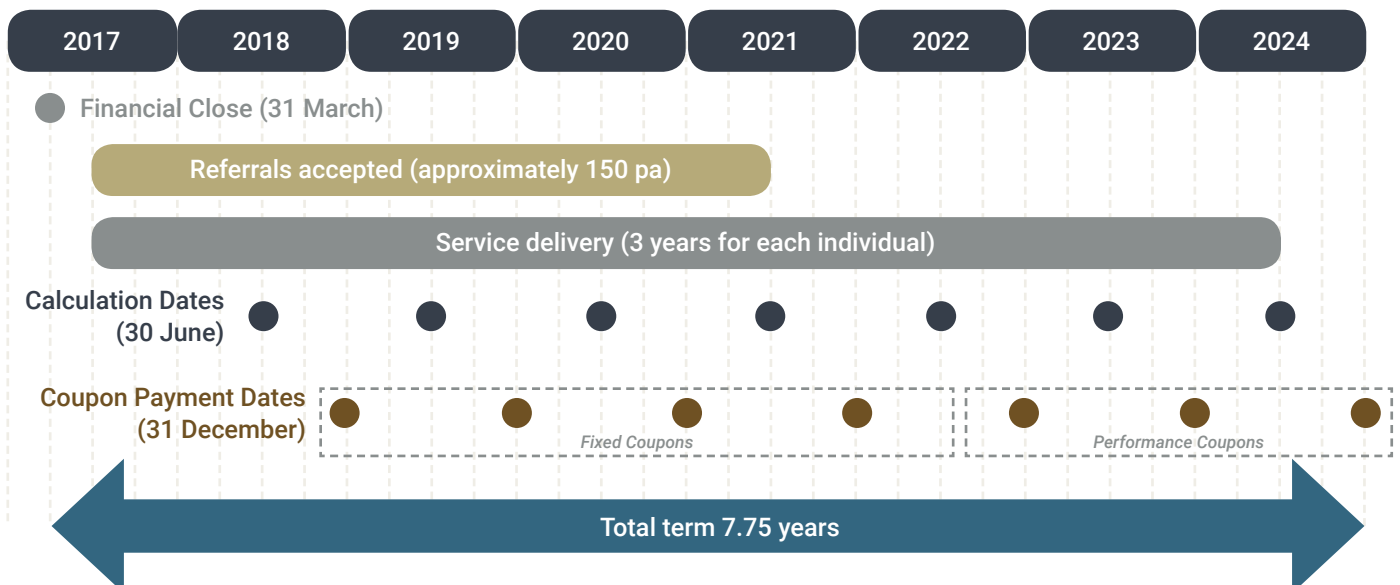 2017 2018 2019 2020 2021 2022 2023 2024
Financial Close (31 March)
Referrals accepted (approximately 150 pa)
Service delivery (3 years for each individual)
Calculation Dates
(30 June)
Coupon Payment Dates
(31 December)
Fixed Coupons
Performance Coupons
Total term 7.75 years